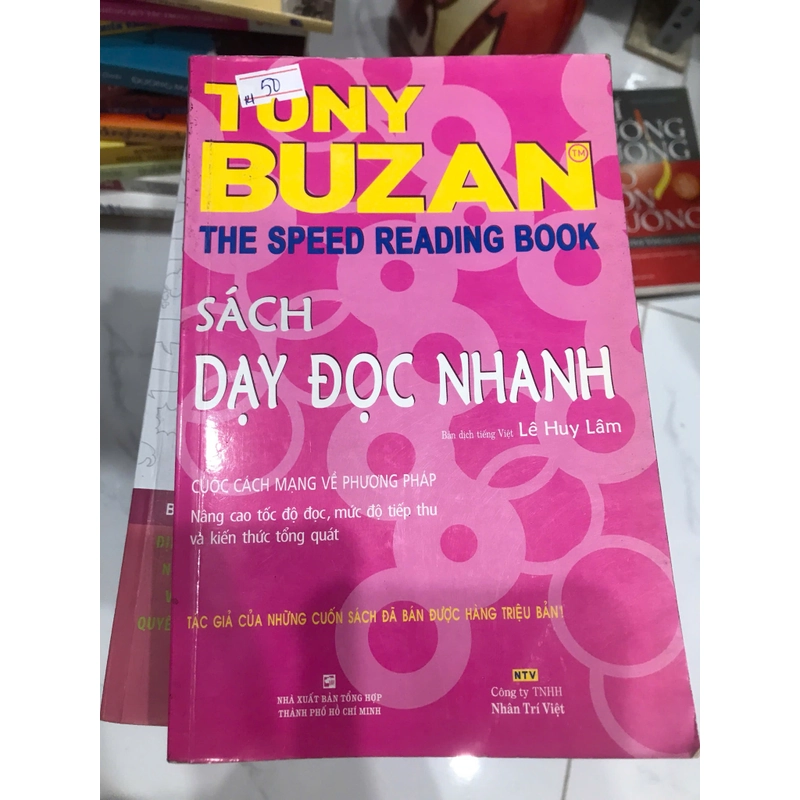 50
TONY
BUZAN
TM
THE SPEED READING BOOK
SÁCH
DẠY ĐỌC NHANH
Bản dịch tiếng Việt Lê Huy Lâm
CUỘC CÁCH MẠNG VỀ PHƯƠNG PHÁP
Nâng cao tốc độ đọc, mức độ tiếp thu
và kiến thức tổng quát
TÁC GIẢ CỦA NHỮNG CUỐN SÁCH ĐÃ BÁN ĐƯỢC HÀNG TRIỆU BẢN!
NHÀ XUẤT BẢN TỔNG HỢP
THÀNH PHỐ HỒ CHÍ MINH
NTV
Công ty TNHH
Nhân Trí Việt
QUYẾ